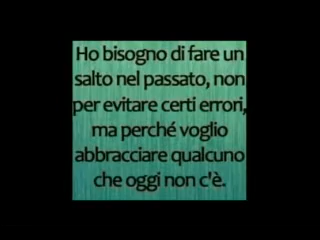 Ho bisogno di fare un
salto nel passato, non
per evitare certi errori,
ma perché voglio
abbracciare qualcuno
che oggi non c'è.